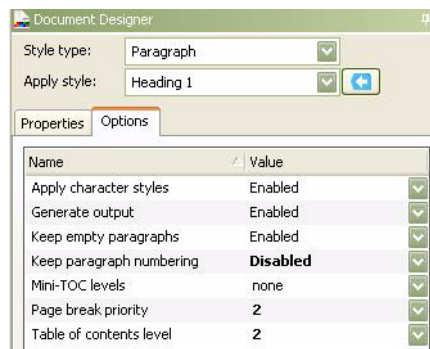 Document Designer
Style type: Paragraph
Apply style: Heading 1
Properties Options
Name Value
Apply character styles Enabled
Generate output Enabled
Keep empty paragraphs Enabled
Keep paragraph numbering Disabled
Mini-TOC levels none
Page break priority 2
Table of contents level 2